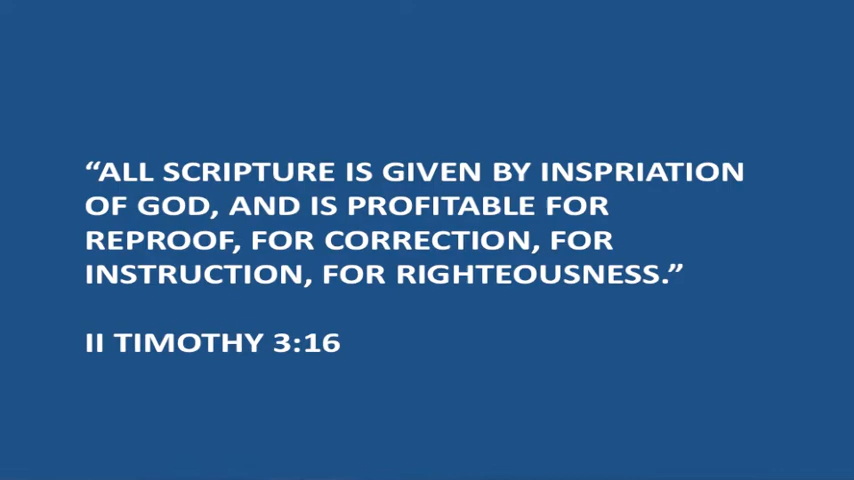 “ALL SCRIPTURE IS GIVEN BY INSPRIATION
OF GOD, AND IS PROFITABLE FOR
REPROOF, FOR CORRECTION, FOR
INSTRUCTION, FOR RIGHTEOUSNESS.”
II TIMOTHY 3:16